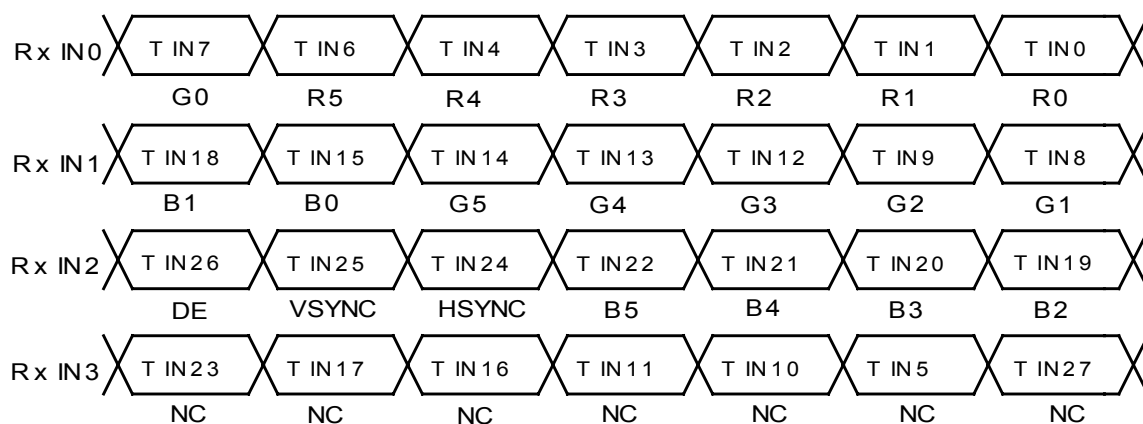 Rx IN0 T IN7 T IN6 T IN4 T IN3 T IN2 T IN1 T IN0
G0 R5 R4 R3 R2 R1 R0
Rx IN1 T IN18 T IN15 T IN14 T IN13 T IN12 T IN9 T IN8
B1 B0 G5 G4 G3 G2 G1
Rx IN2 T IN26 T IN25 T IN24 T IN22 T IN21 T IN20 T IN19
DE VSYNC HSYNC B5 B4 B3 B2
Rx IN3 T IN23 T IN17 T IN16 T IN11 T IN10 T IN5 T IN27
NC NC NC NC NC NC NC